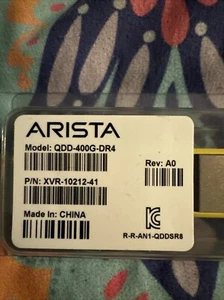 ARISTA
Model: QDD-400G-DR4
Rev: A0
P/N: XVR-10212-41
Made In: CHINA
R-R-AN1-QDDSR8